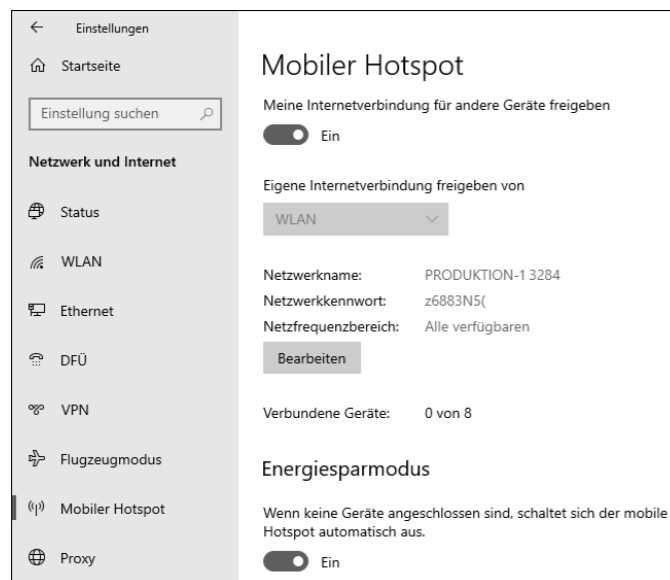 Einstellungen
Startseite
Einstellung suchen
Netzwerk und Internet
Status
WLAN
Ethernet
DFÜ
VPN
Flugzeugmodus
Mobiler Hotspot
Proxy
Mobiler Hotspot
Meine Internetverbindung für andere Geräte freigeben
Ein
Eigene Internetverbindung freigeben von
WLAN
Netzwerkname: PRODUKTION-1 3284
Netzwerkkennwort: z6883N5(
Netzfrequenzbereich: Alle verfügbaren
Bearbeiten
Verbundene Geräte: 0 von 8
Energiesparmodus
Wenn keine Geräte angeschlossen sind, schaltet sich der mobile
Hotspot automatisch aus.
Ein